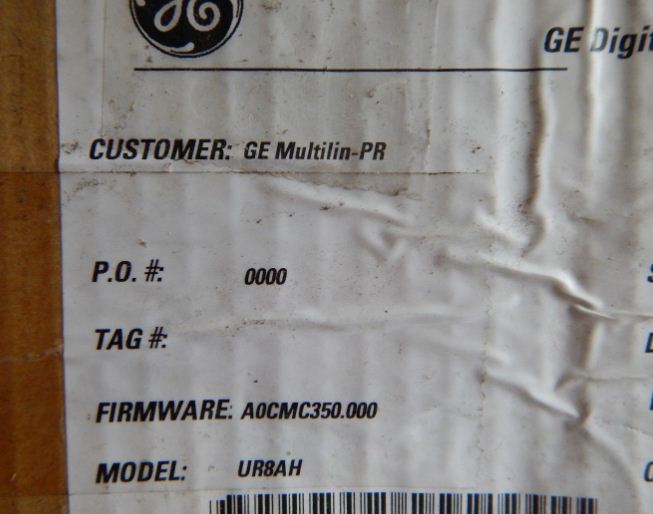 GE Digit
CUSTOMER: GE Multilin-PR
P.O. #: 0000
TAG #:
FIRMWARE: A0CMC350.000
MODEL: UR8AH